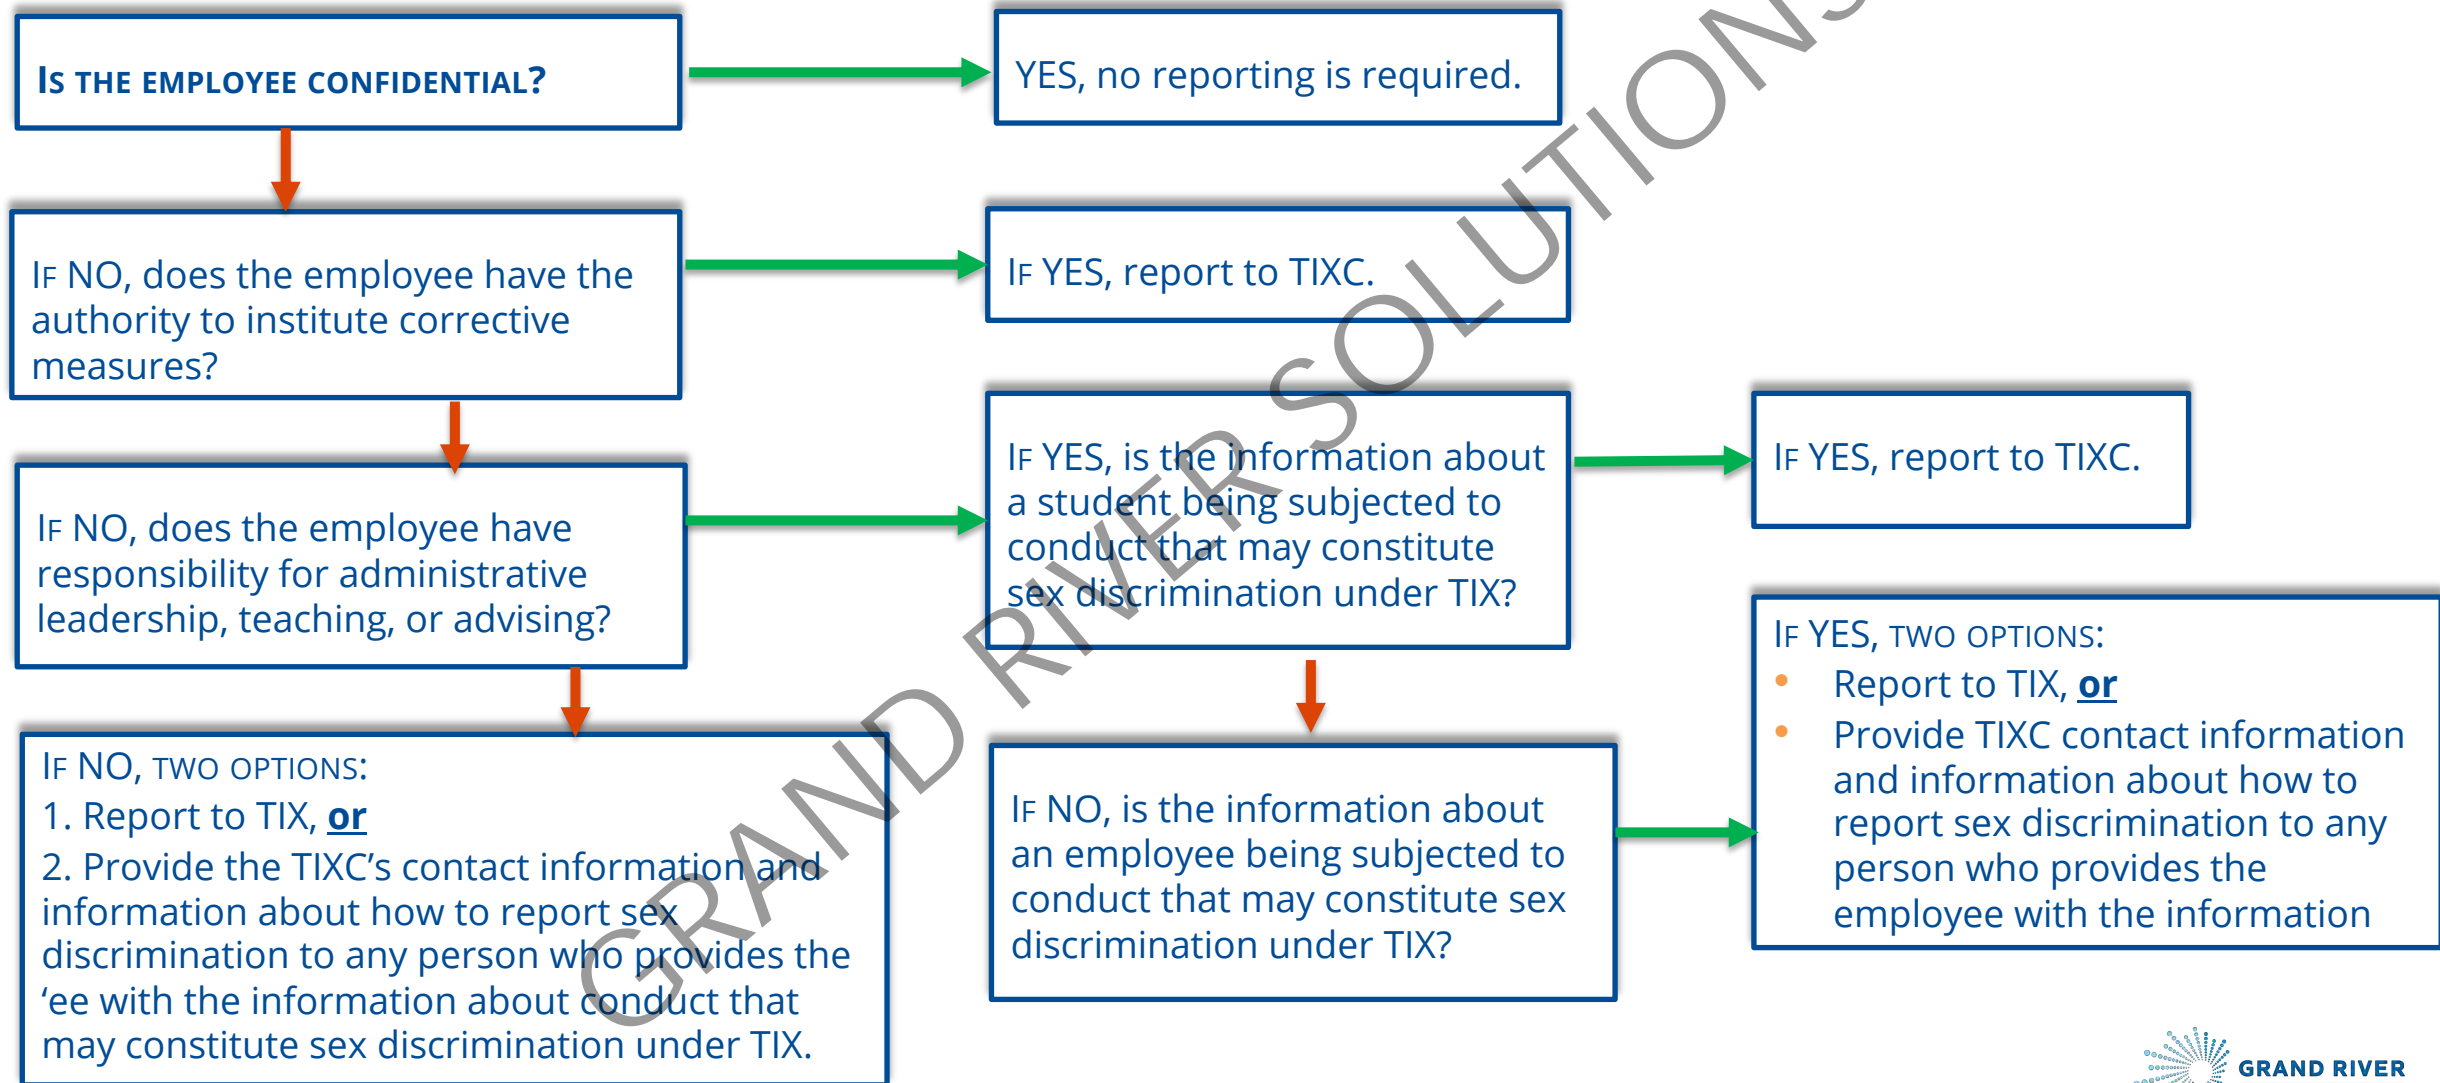 IS THE EMPLOYEE CONFIDENTIAL?
YES, no reporting is required.
IF NO, does the employee have the
authority to institute corrective
measures?
IF YES, report to TIXC.
IF NO, does the employee have
responsibility for administrative
leadership, teaching, or advising?
IF YES, is the information about
a student being subjected to
conduct that may constitute
sex discrimination under TIX?
IF YES, report to TIXC.
IF NO, TWO OPTIONS:
1. Report to TIX, or
2. Provide the TIXC’s contact information and
information about how to report sex
discrimination to any person who provides the
‘ee with the information about conduct that
may constitute sex discrimination under TIX.
IF NO, is the information about
an employee being subjected to
conduct that may constitute sex
discrimination under TIX?
IF YES, TWO OPTIONS:
• Report to TIX, or
• Provide TIXC contact information
and information about how to
report sex discrimination to any
person who provides the
employee with the information
GRAND RIVER SOLUTIONS
GRAND RIVER